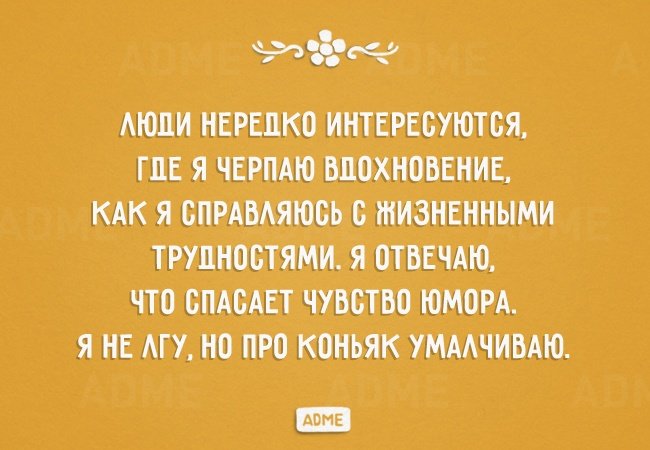 ЛЮДИ НЕРЕДКО ИНТЕРЕСУЮТСЯ,
ГДЕ Я ЧЕРПАЮ ВДОХНОВЕНИЕ,
КАК Я СПРАВЛЯЮСЬ С ЖИЗНЕННЫМИ
ТРУДНОСТЯМИ. Я ОТВЕЧАЮ,
ЧТО СПАСАЕТ ЧУВСТВО ЮМОРА.
Я НЕ ЛГУ, НО ПРО КОНЬЯК УМАЛЧИВАЮ.
ADME